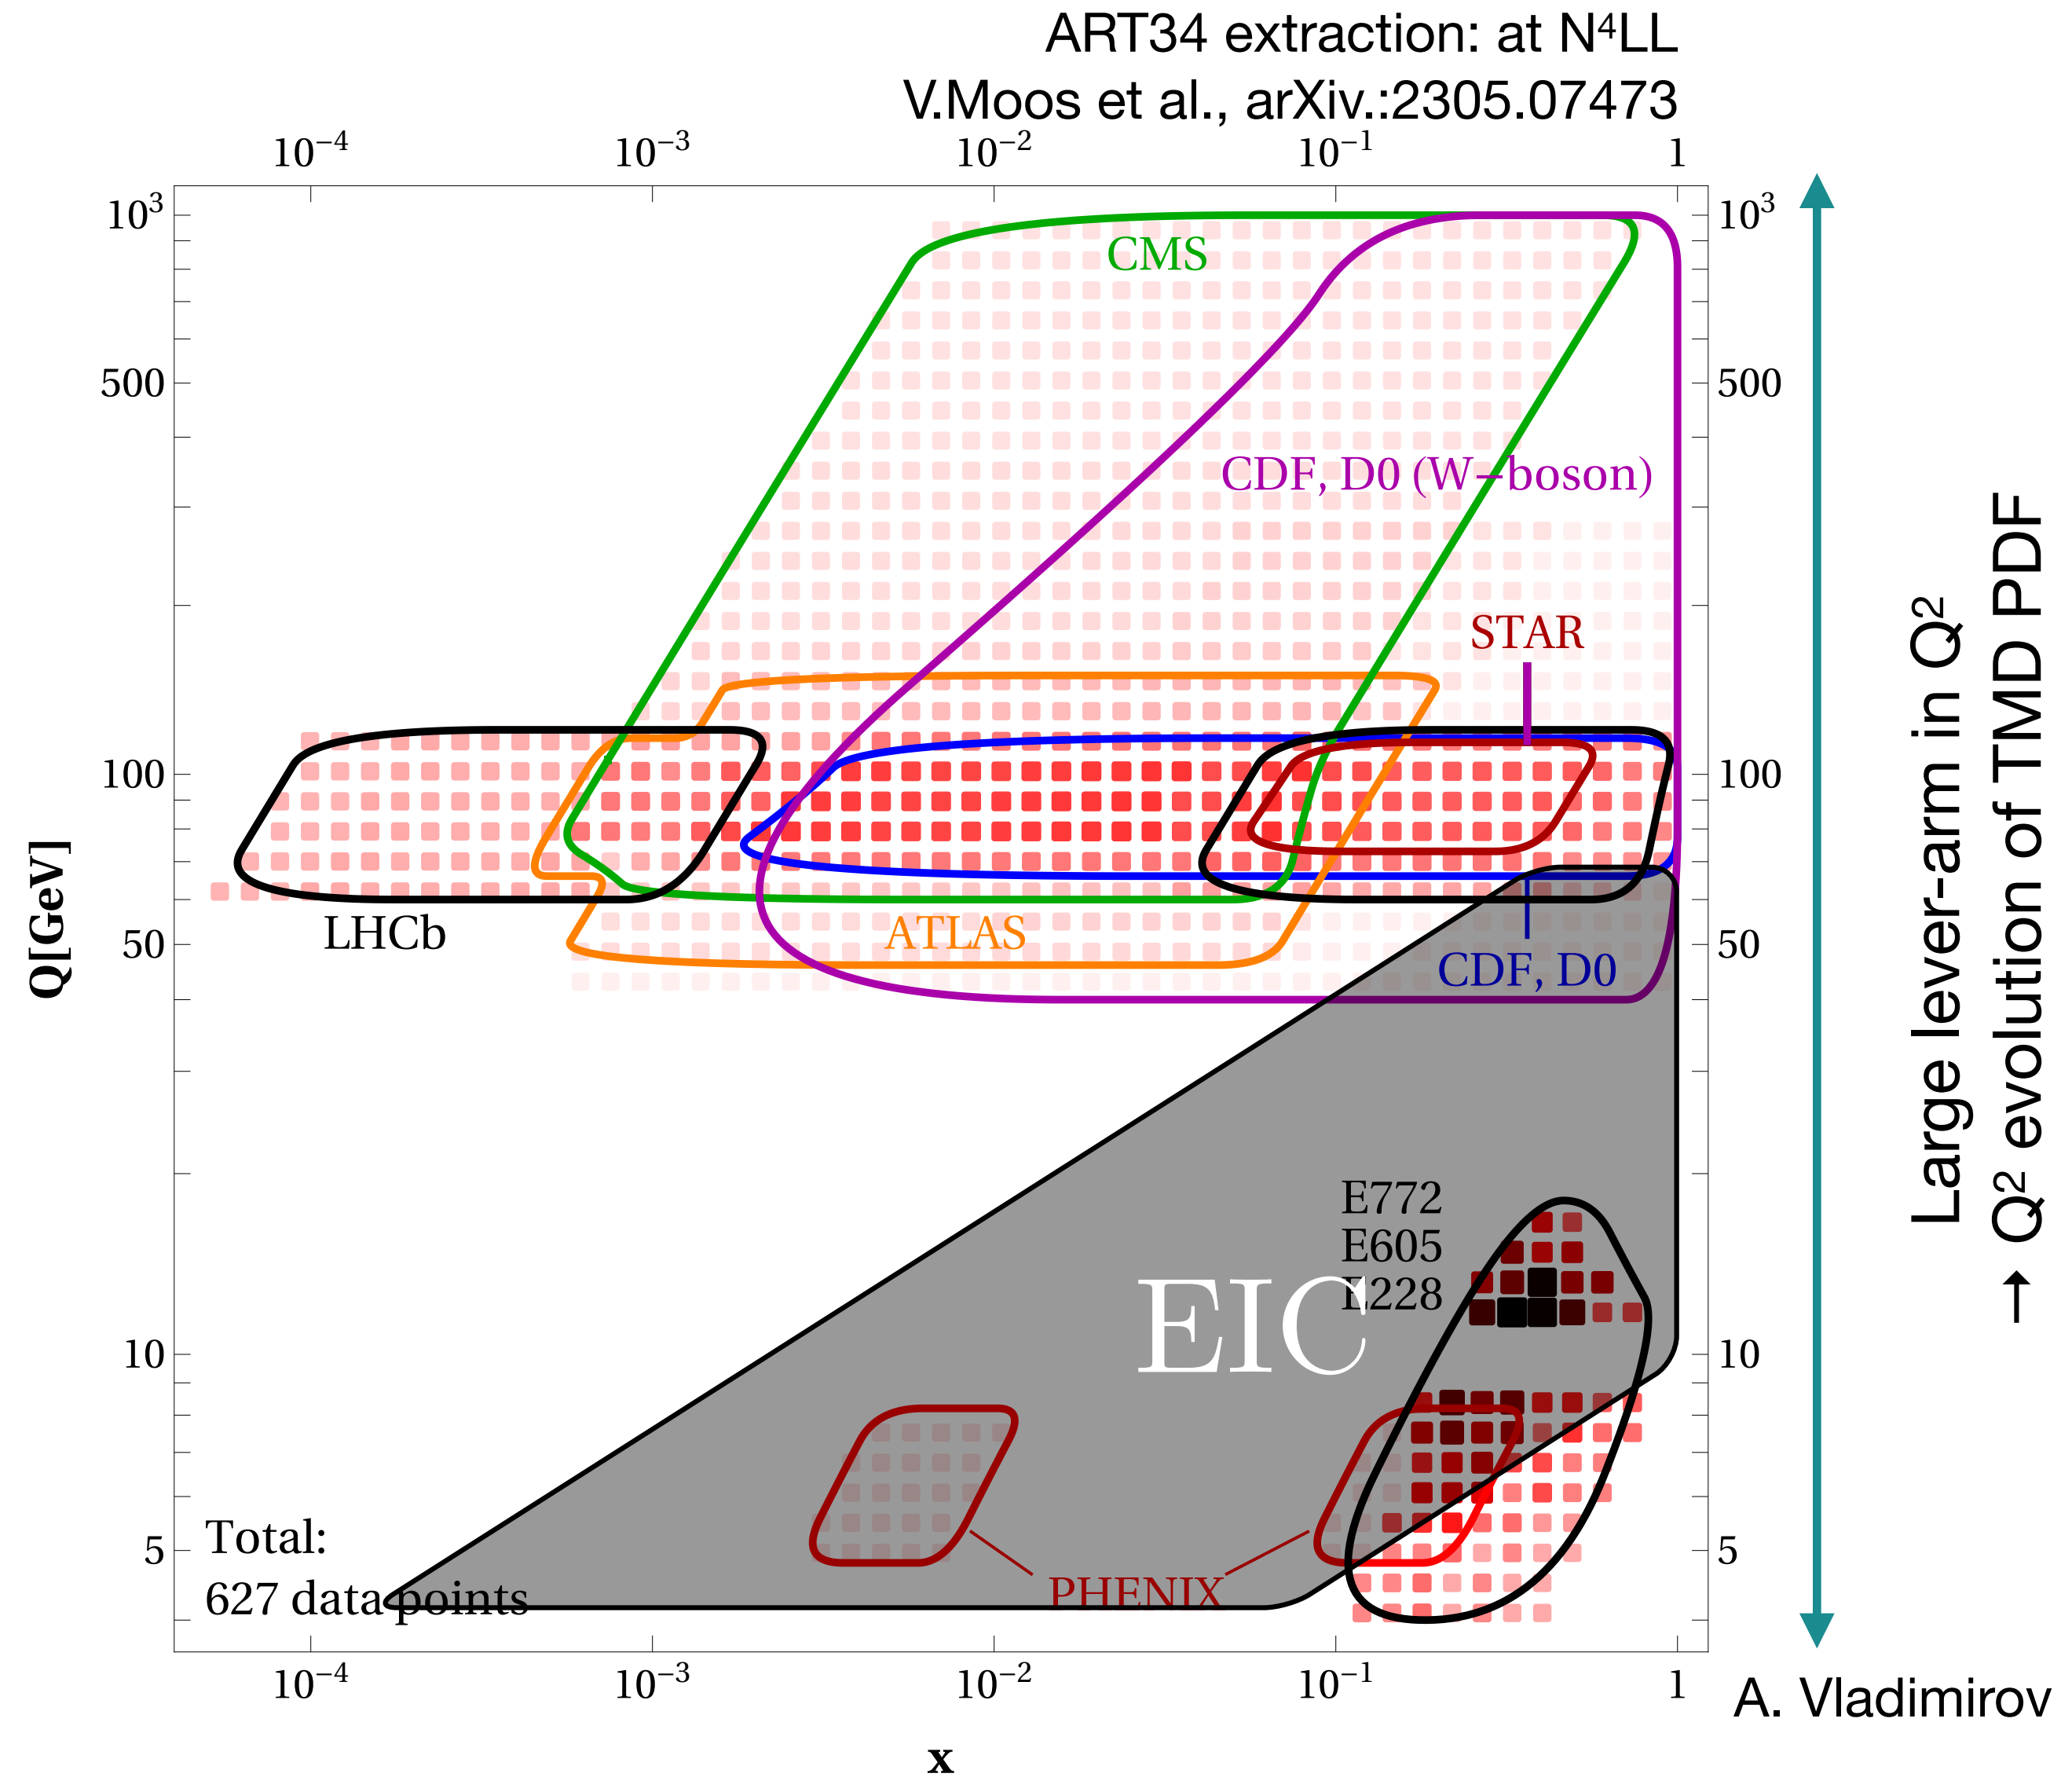 ART34 extraction: at N⁴LL
V.Moos et al., arXiv.:2305.07473
10⁻⁴ 10⁻³ 10⁻² 10⁻¹ 1
10³ 10³
CMS
500 500
CDF, D0 (W−boson)
STAR
100 100
LHCb
ATLAS
50 50
CDF, D0
E772
E605
E228
EIC
10 10
5 5
Total:
627 data points
PHENIX
10⁻⁴ 10⁻³ 10⁻² 10⁻¹ 1
x
Q[GeV]
Large lever-arm in Q²
→ Q² evolution of TMD PDF
A. Vladimirov